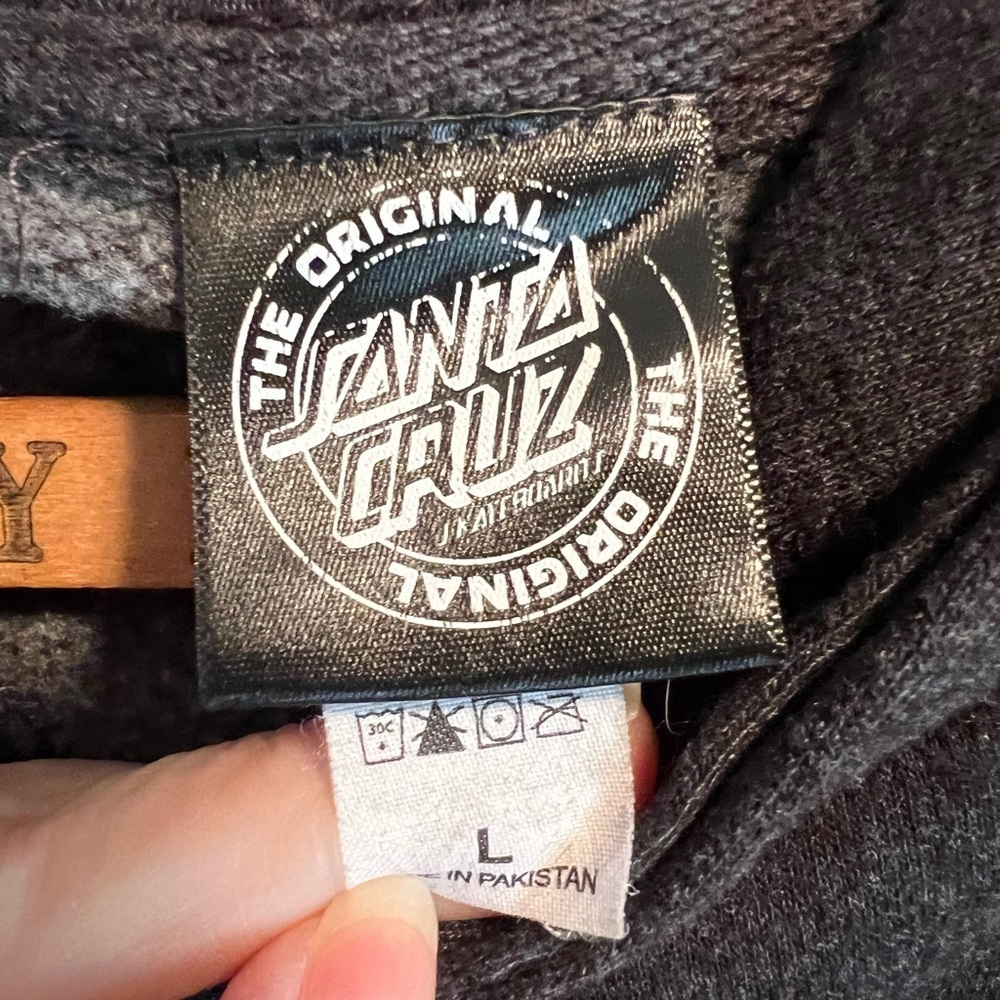 THE ORIGINAL
SANTA
CRUZ
SKATEBOARDS
THE ORIGINAL
Y
30C
L
IN PAKISTAN